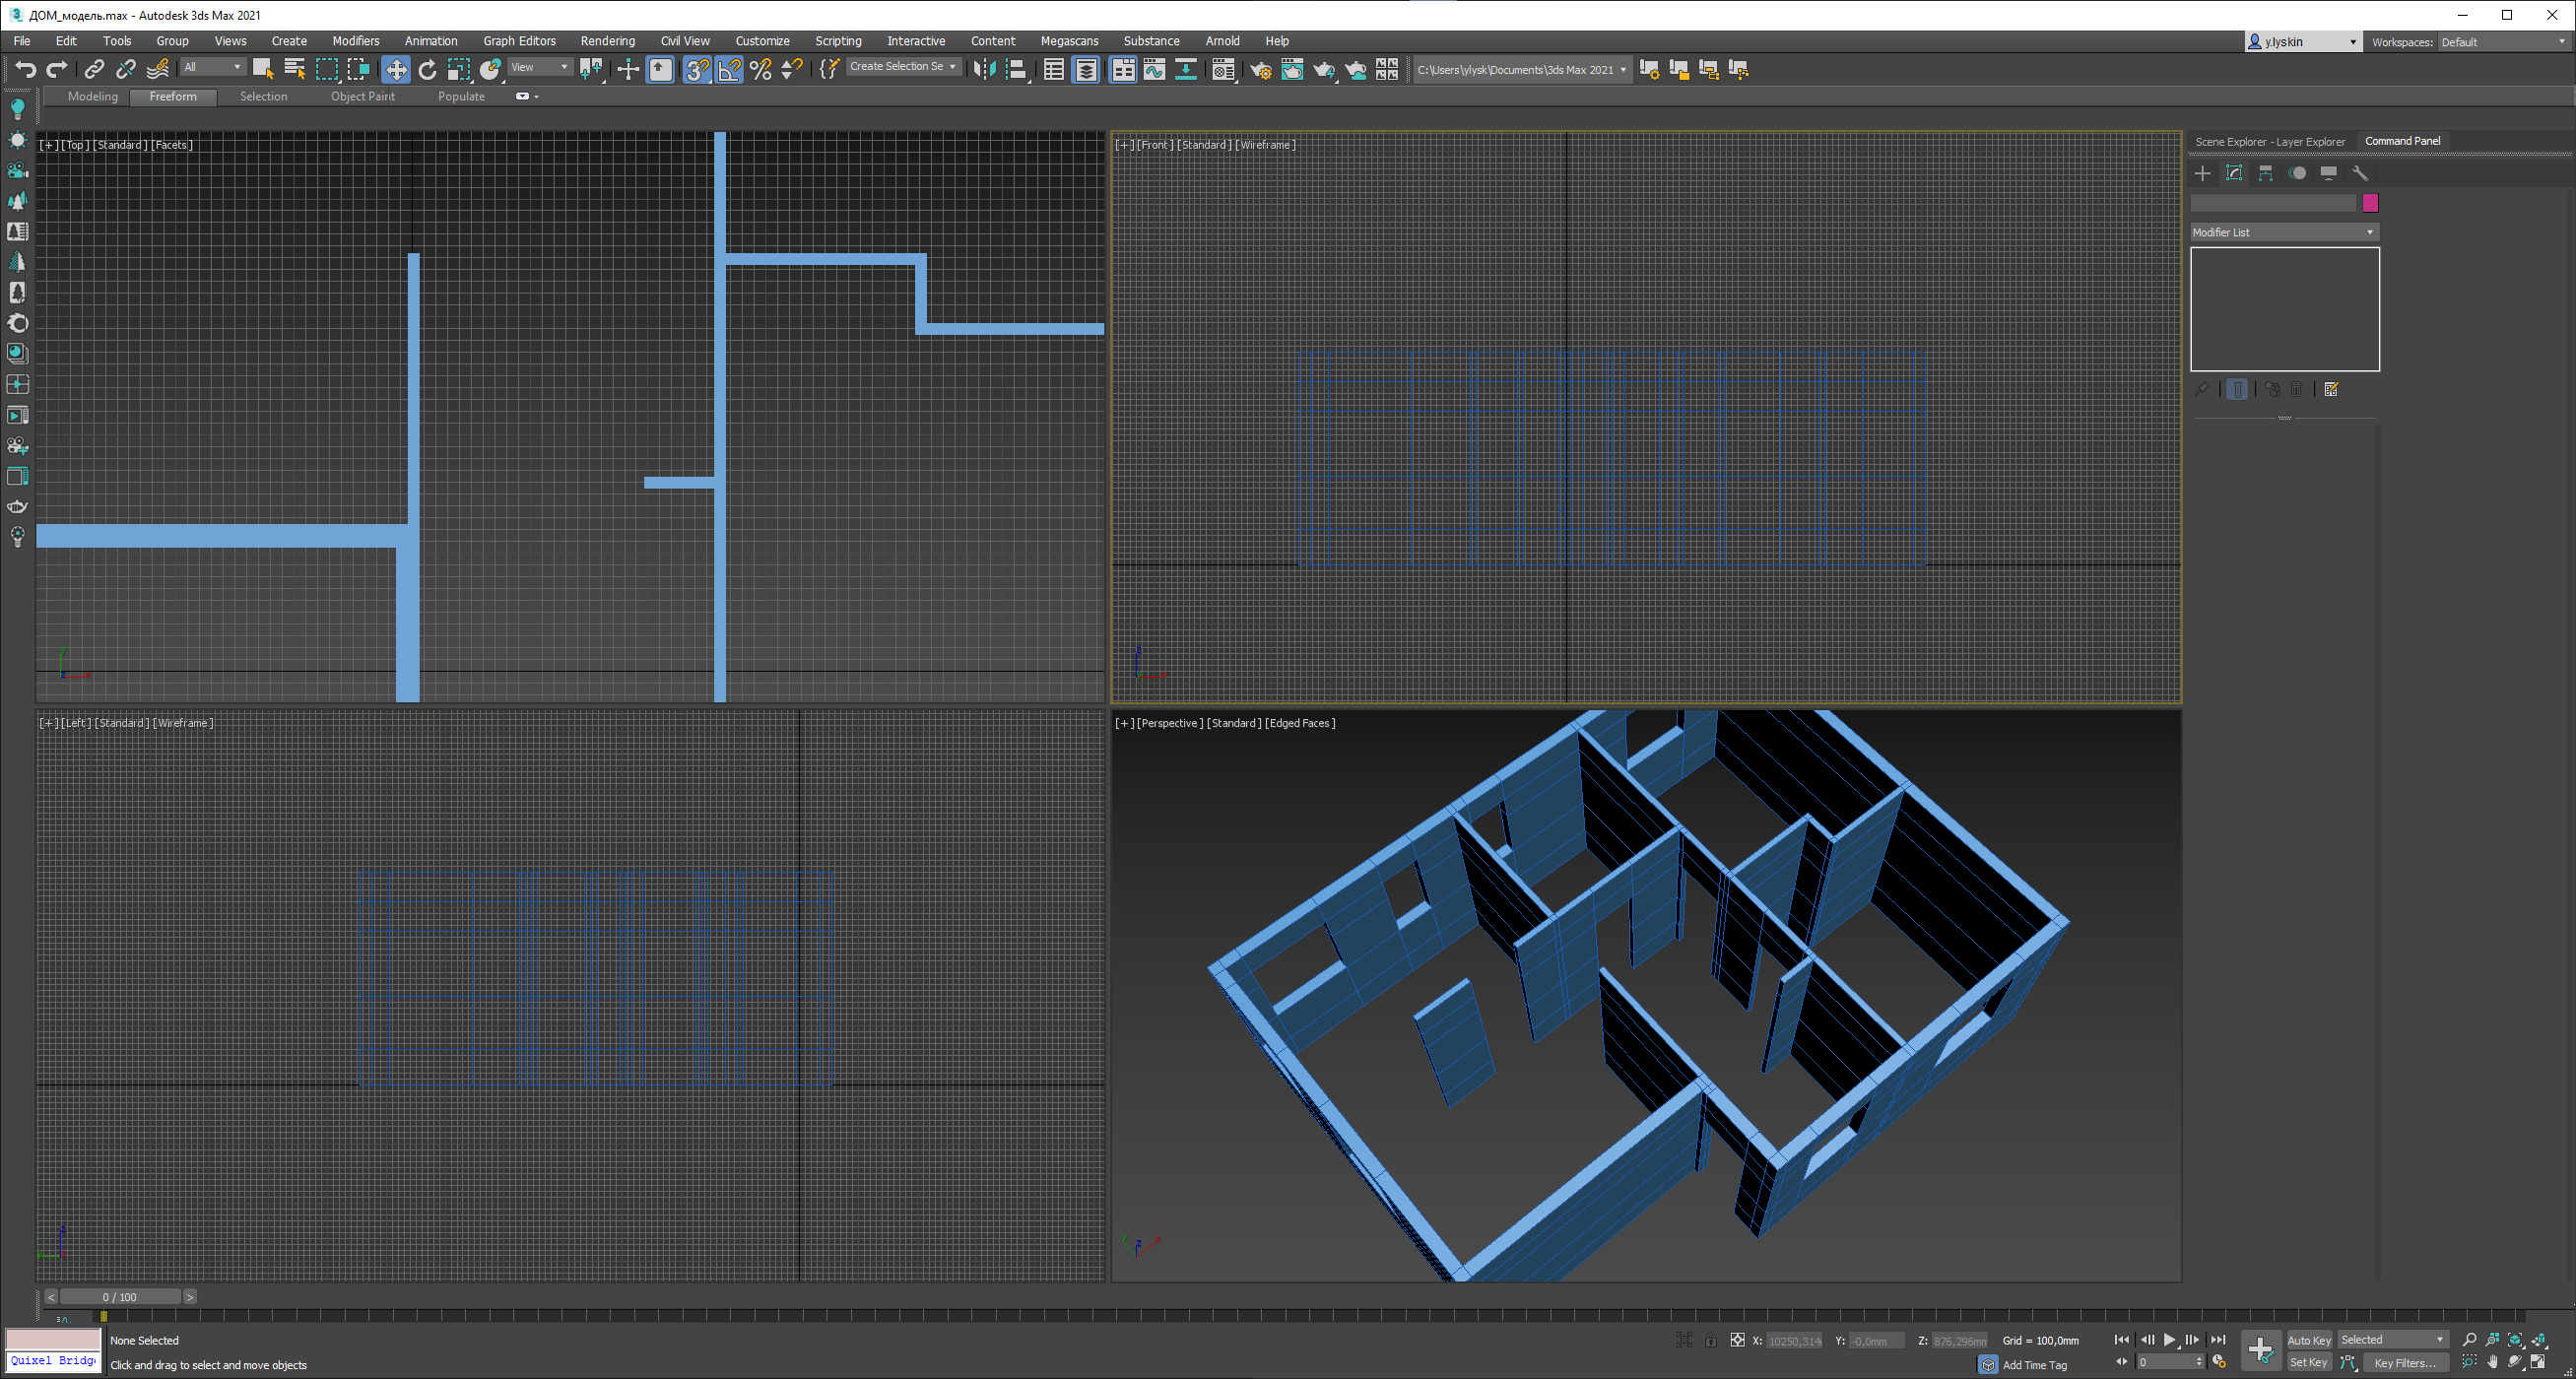 ДОМ_модель.max - Autodesk 3ds Max 2021
File Edit Tools Group Views Create Modifiers Animation Graph Editors Rendering Civil View Customize Scripting Interactive Content Megascans Substance Arnold Help
y.lyskin
Workspaces: Default
All
View
Create Selection Se
C:\Users\ylysk\Documents\3ds Max 2021
Modeling Freeform Selection Object Paint Populate
[+] [Top] [Standard] [Facets]
[+] [Front] [Standard] [Wireframe]
Scene Explorer - Layer Explorer
Command Panel
Modifier List
[+] [Left] [Standard] [Wireframe]
[+] [Perspective] [Standard] [Edged Faces]
< 0 / 100 >
None Selected
X: 10250,314 Y: -0,0mm Z: 876,296mm Grid = 100,0mm
Auto Key Selected
Quixel Bridg
Click and drag to select and move objects
Add Time Tag
0
Set Key Key Filters...